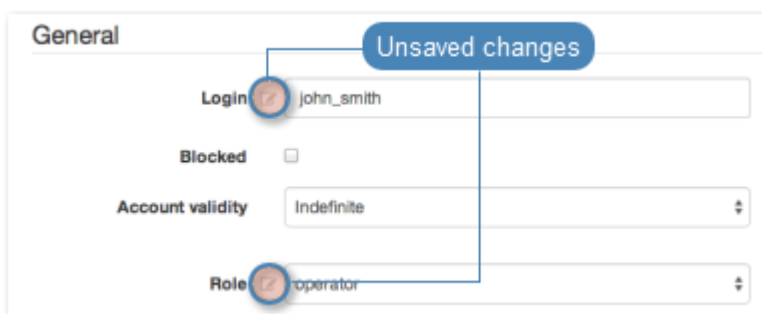 General
Unsaved changes
Login john_smith
Blocked
Account validity Indefinite
Role operator